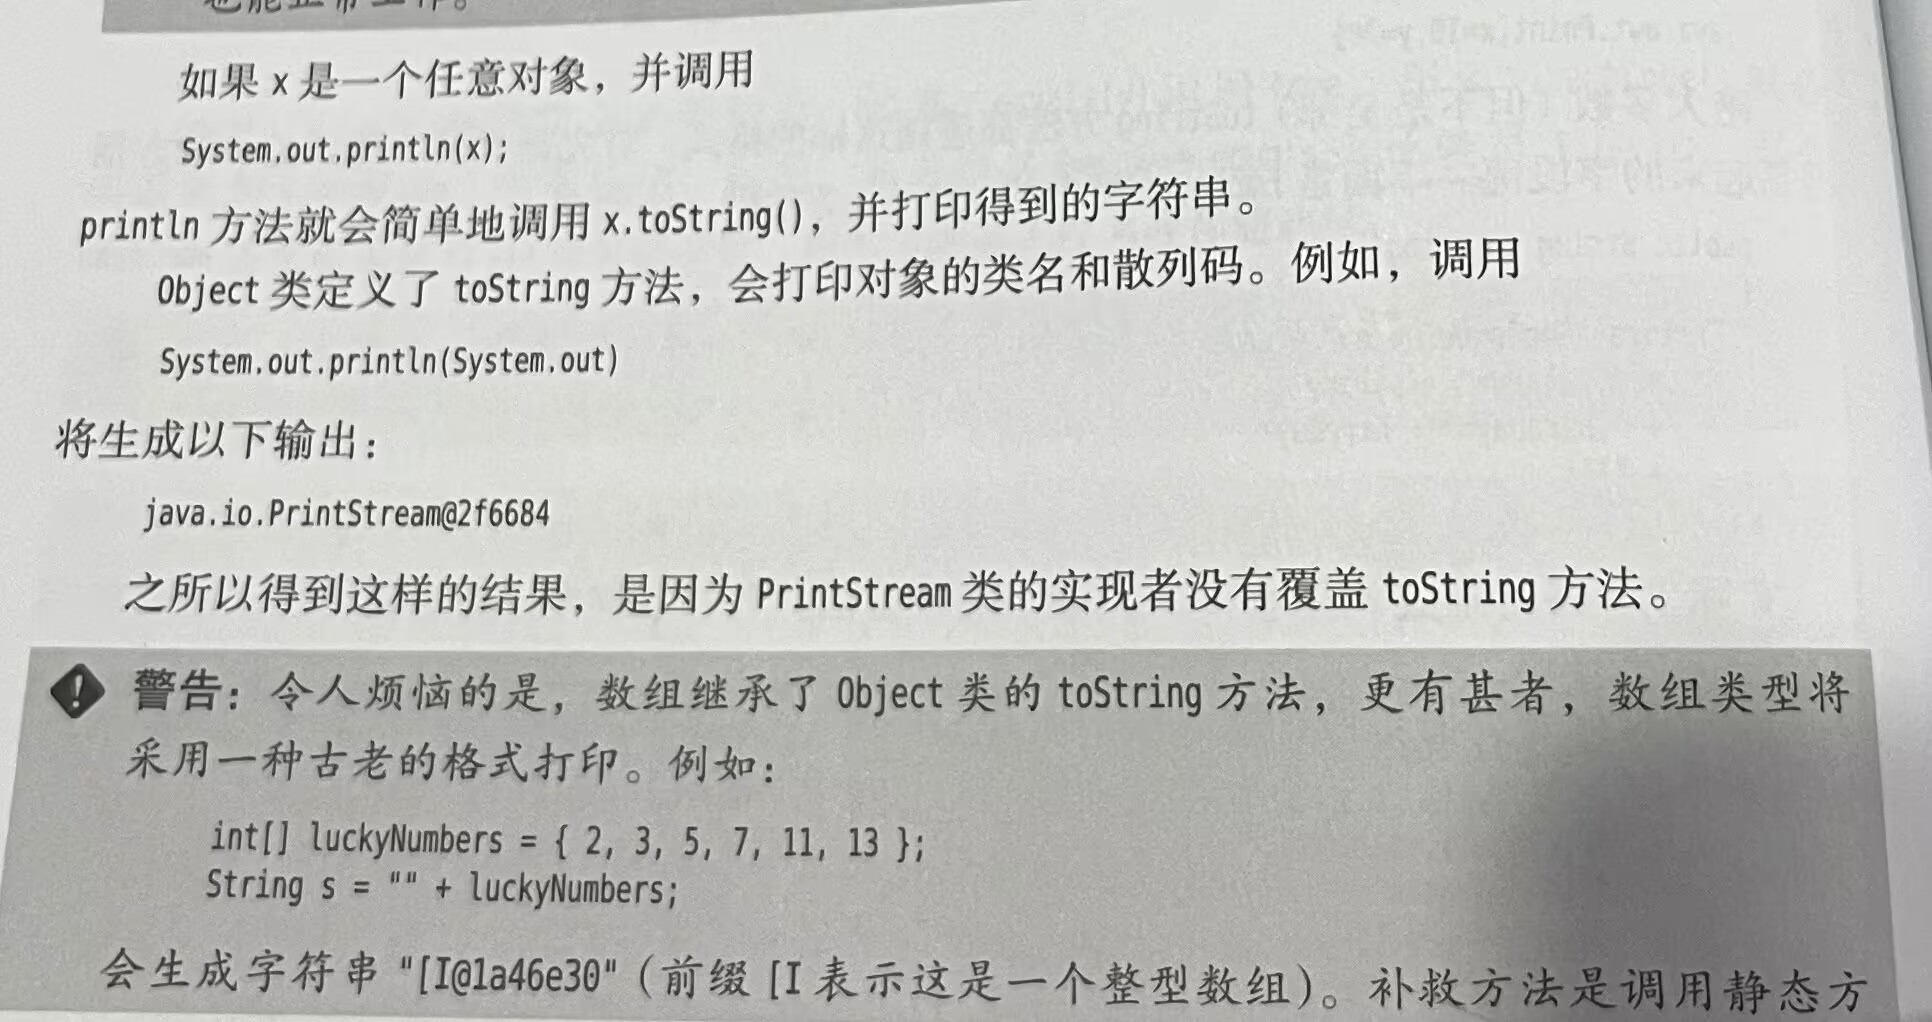 也能正常工作。
如果 x 是一个任意对象，并调用
System.out.println(x);
println 方法就会简单地调用 x.toString()，并打印得到的字符串。
Object 类定义了 toString 方法，会打印对象的类名和散列码。例如，调用
System.out.println(System.out)
将生成以下输出：
java.io.PrintStream@2f6684
之所以得到这样的结果，是因为 PrintStream 类的实现者没有覆盖 toString 方法。
警告：令人烦恼的是，数组继承了 Object 类的 toString 方法，更有甚者，数组类型将
采用一种古老的格式打印。例如：
int[] luckyNumbers = { 2, 3, 5, 7, 11, 13 };
String s = "" + luckyNumbers;
会生成字符串 "[I@1a46e30"（前缀 [I 表示这是一个整型数组）。补救方法是调用静态方